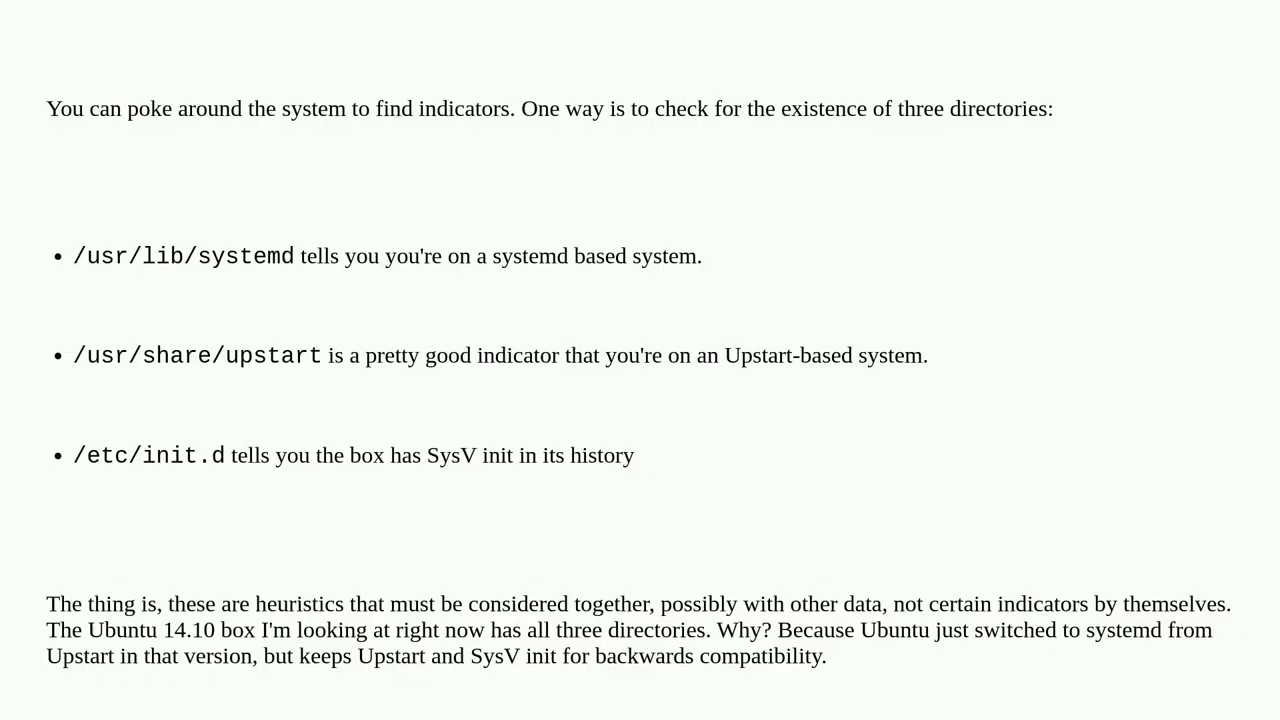 You can poke around the system to find indicators. One way is to check for the existence of three directories:
• /usr/lib/systemd tells you you're on a systemd based system.
• /usr/share/upstart is a pretty good indicator that you're on an Upstart-based system.
• /etc/init.d tells you the box has SysV init in its history
The thing is, these are heuristics that must be considered together, possibly with other data, not certain indicators by themselves.
The Ubuntu 14.10 box I'm looking at right now has all three directories. Why? Because Ubuntu just switched to systemd from
Upstart in that version, but keeps Upstart and SysV init for backwards compatibility.